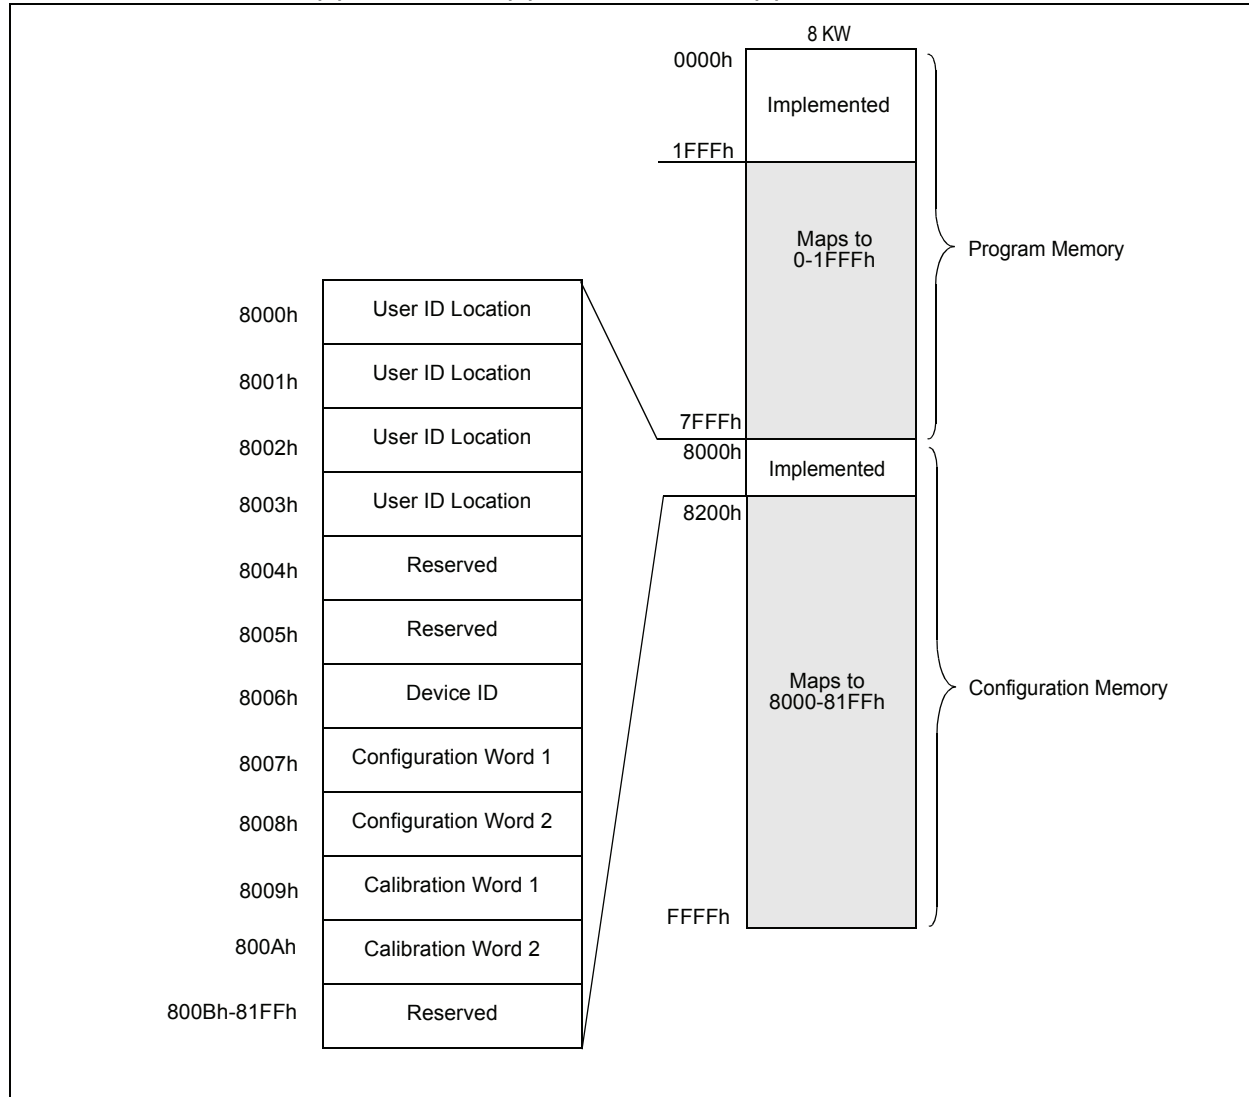 8 KW
0000h
Implemented
1FFFh
Maps to
0-1FFFh
Program Memory
7FFFh
8000h
Implemented
8200h
Maps to
8000-81FFh
Configuration Memory
FFFFh
8000h User ID Location
8001h User ID Location
8002h User ID Location
8003h User ID Location
8004h Reserved
8005h Reserved
8006h Device ID
8007h Configuration Word 1
8008h Configuration Word 2
8009h Calibration Word 1
800Ah Calibration Word 2
800Bh-81FFh Reserved